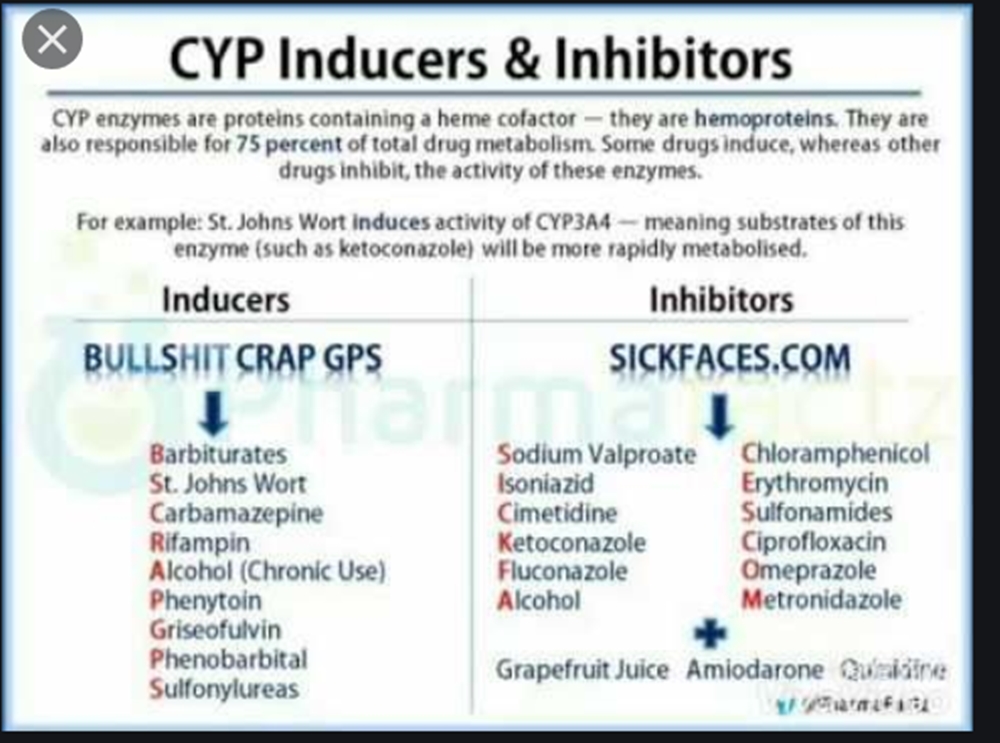 CYP Inducers & Inhibitors
CYP enzymes are proteins containing a heme cofactor — they are hemoproteins. They are
also responsible for 75 percent of total drug metabolism. Some drugs induce, whereas other
drugs inhibit, the activity of these enzymes.
For example: St. Johns Wort induces activity of CYP3A4 — meaning substrates of this
enzyme (such as ketoconazole) will be more rapidly metabolised.
Inducers
BULLSHIT CRAP GPS
Barbiturates
St. Johns Wort
Carbamazepine
Rifampin
Alcohol (Chronic Use)
Phenytoin
Griseofulvin
Phenobarbital
Sulfonylureas
Inhibitors
SICKFACES.COM
Sodium Valproate
Isoniazid
Cimetidine
Ketoconazole
Fluconazole
Alcohol
Chloramphenicol
Erythromycin
Sulfonamides
Ciprofloxacin
Omeprazole
Metronidazole
+
Grapefruit Juice Amiodarone Quinidine
Pharmafactz